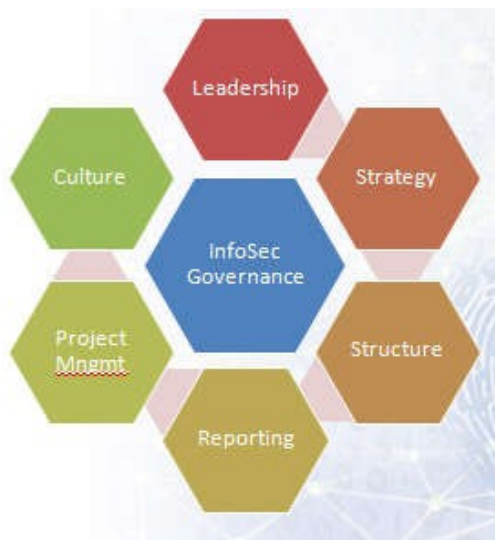 Leadership
Strategy
Structure
Reporting
Project
Mngmt
Culture
InfoSec
Governance